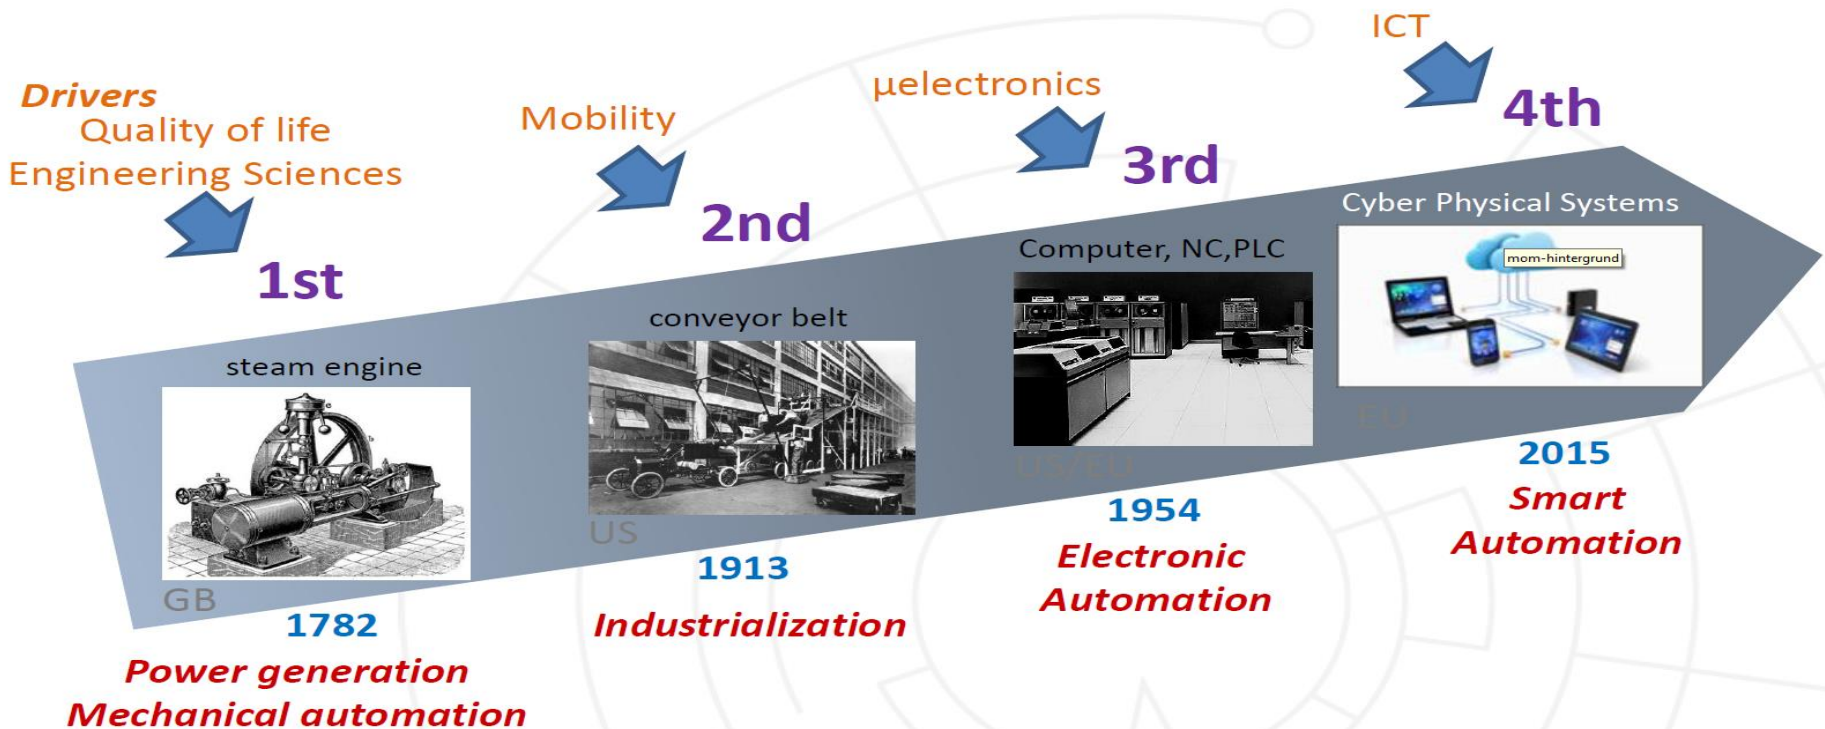 Drivers
Quality of life
Engineering Sciences
1st
steam engine
GB
1782
Power generation
Mechanical automation
Mobility
2nd
conveyor belt
US
1913
Industrialization
µelectronics
3rd
Computer, NC,PLC
US/EU
1954
Electronic
Automation
ICT
4th
Cyber Physical Systems
mom-hintergrund
EU
2015
Smart
Automation